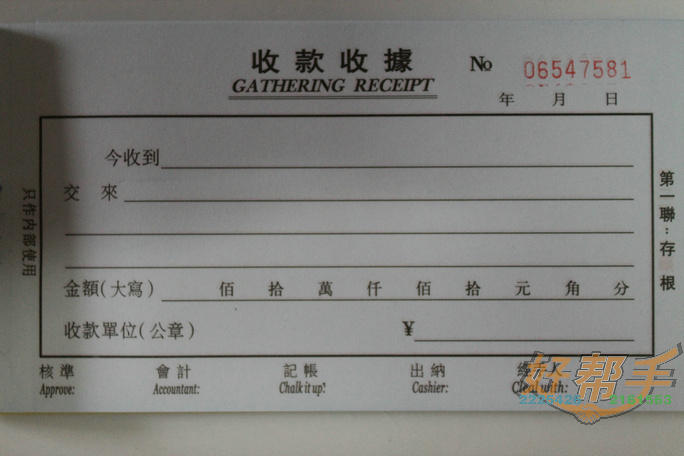 收款收據
GATHERING RECEIPT
№ 06547581
年 月 日
今收到
交 來
金額(大寫) 佰 拾 萬 仟 佰 拾 元 角 分
收款單位(公章) ¥
只作内部使用
第一聯：存根
核準 會計 記帳 出納
Approve: Accountant: Chalk it up! Cashier: Cleal with:
好帮手